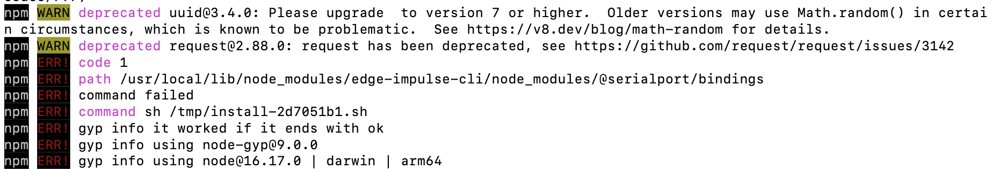 npm WARN deprecated uuid@3.4.0: Please upgrade  to version 7 or higher.  Older versions may use Math.random() in certai
n circumstances, which is known to be problematic.  See https://v8.dev/blog/math-random for details.
npm WARN deprecated request@2.88.0: request has been deprecated, see https://github.com/request/request/issues/3142
npm ERR! code 1
npm ERR! path /usr/local/lib/node_modules/edge-impulse-cli/node_modules/@serialport/bindings
npm ERR! command failed
npm ERR! command sh /tmp/install-2d7051b1.sh
npm ERR! gyp info it worked if it ends with ok
npm ERR! gyp info using node-gyp@9.0.0
npm ERR! gyp info using node@16.17.0 | darwin | arm64